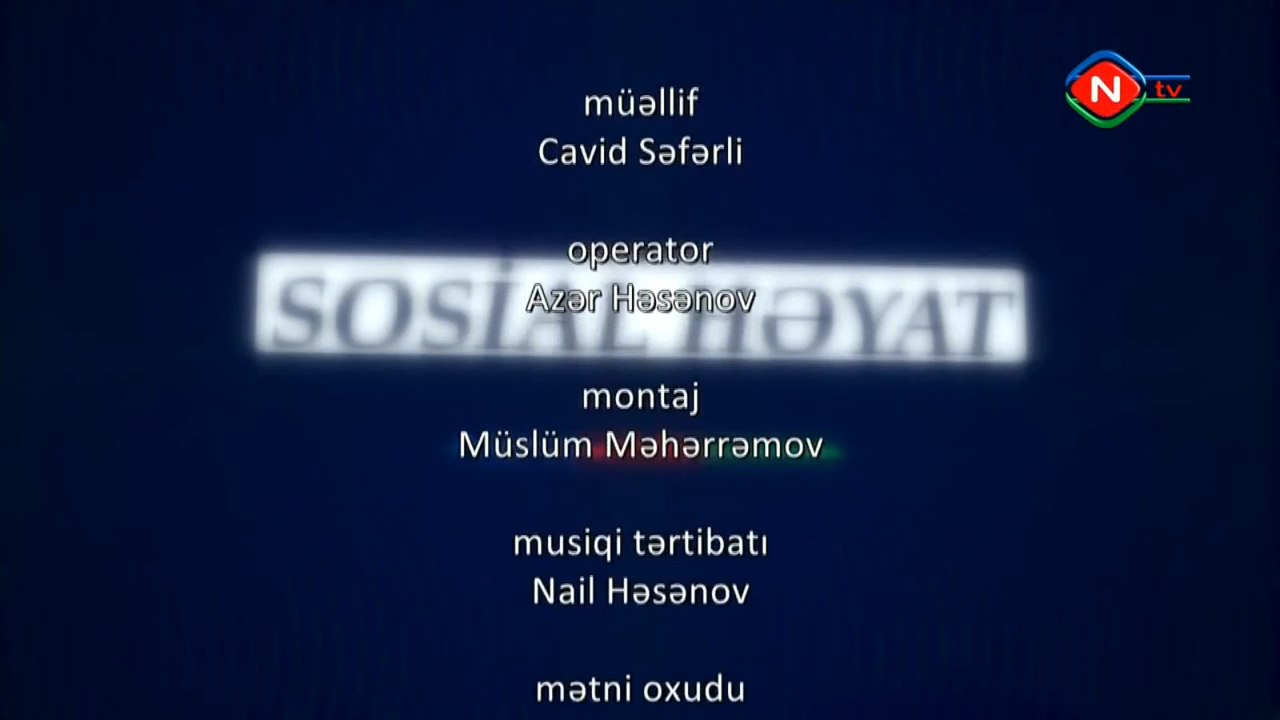 N tv
müəllif
Cavid Səfərli
operator
Azər Həsənov
SOSİAL HƏYAT
montaj
Müslüm Məhərrəmov
musiqi tərtibatı
Nail Həsənov
mətni oxudu